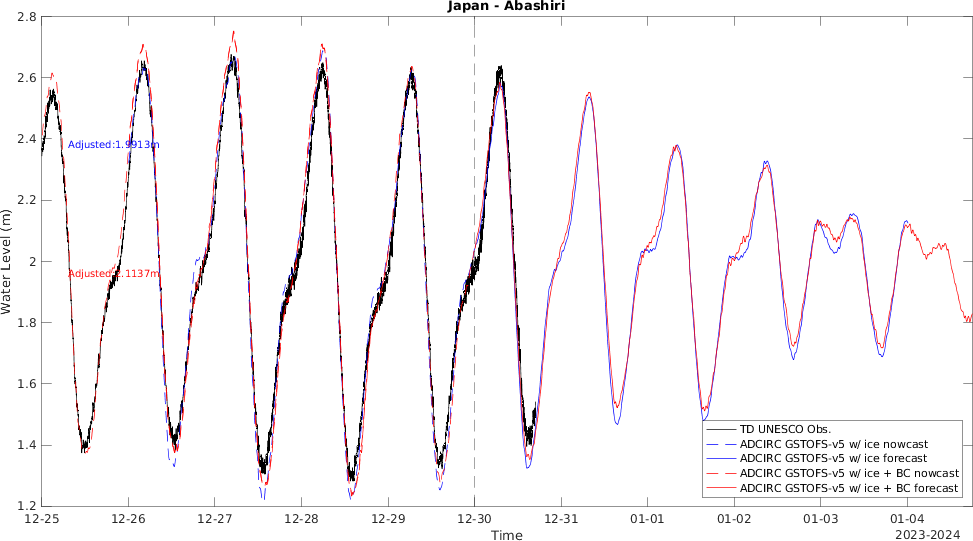 Japan - Abashiri
2.8
2.6
2.4
2.2
2
1.8
1.6
1.4
1.2
Water Level (m)
Adjusted:1.9913m
Adjusted:2.1137m
TD UNESCO Obs.
ADCIRC GSTOFS-v5 w/ ice nowcast
ADCIRC GSTOFS-v5 w/ ice forecast
ADCIRC GSTOFS-v5 w/ ice + BC nowcast
ADCIRC GSTOFS-v5 w/ ice + BC forecast
12-25 12-26 12-27 12-28 12-29 12-30 12-31 01-01 01-02 01-03 01-04
Time
2023-2024